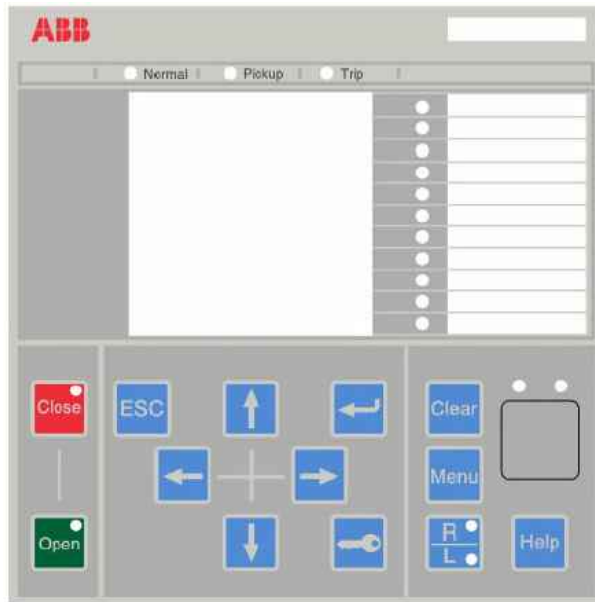 ABB
Normal Pickup Trip
Close
ESC
Clear
Menu
Open
R
L
Help